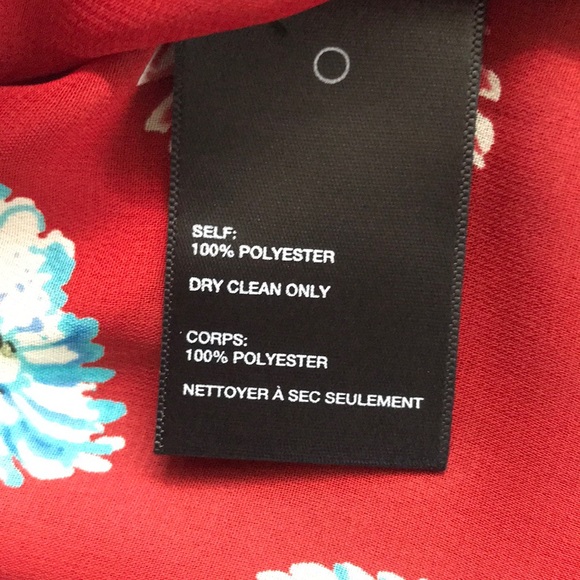 SELF:
100% POLYESTER
DRY CLEAN ONLY
CORPS:
100% POLYESTER
NETTOYER À SEC SEULEMENT